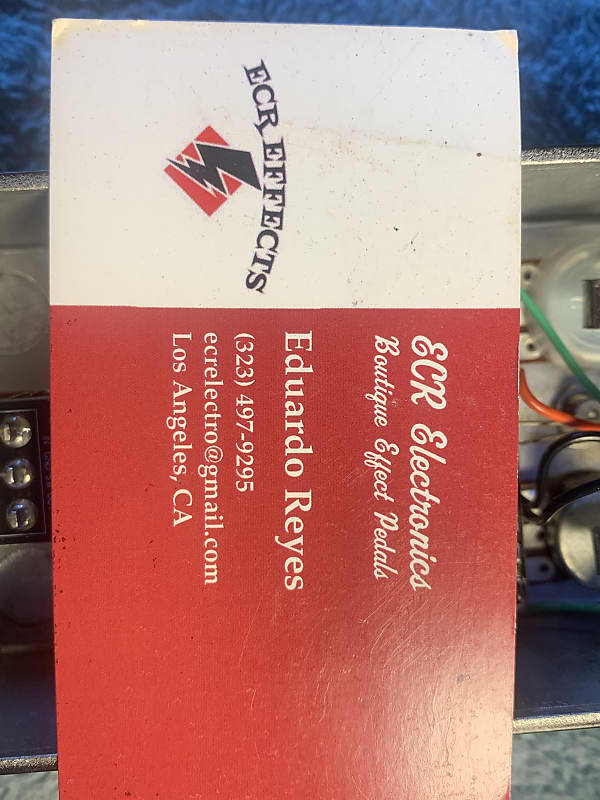 ECR EFFECTS
ECR Electronics
Boutique Effect Pedals
Eduardo Reyes
(323) 497-9295
ecrelectro@gmail.com
Los Angeles, CA